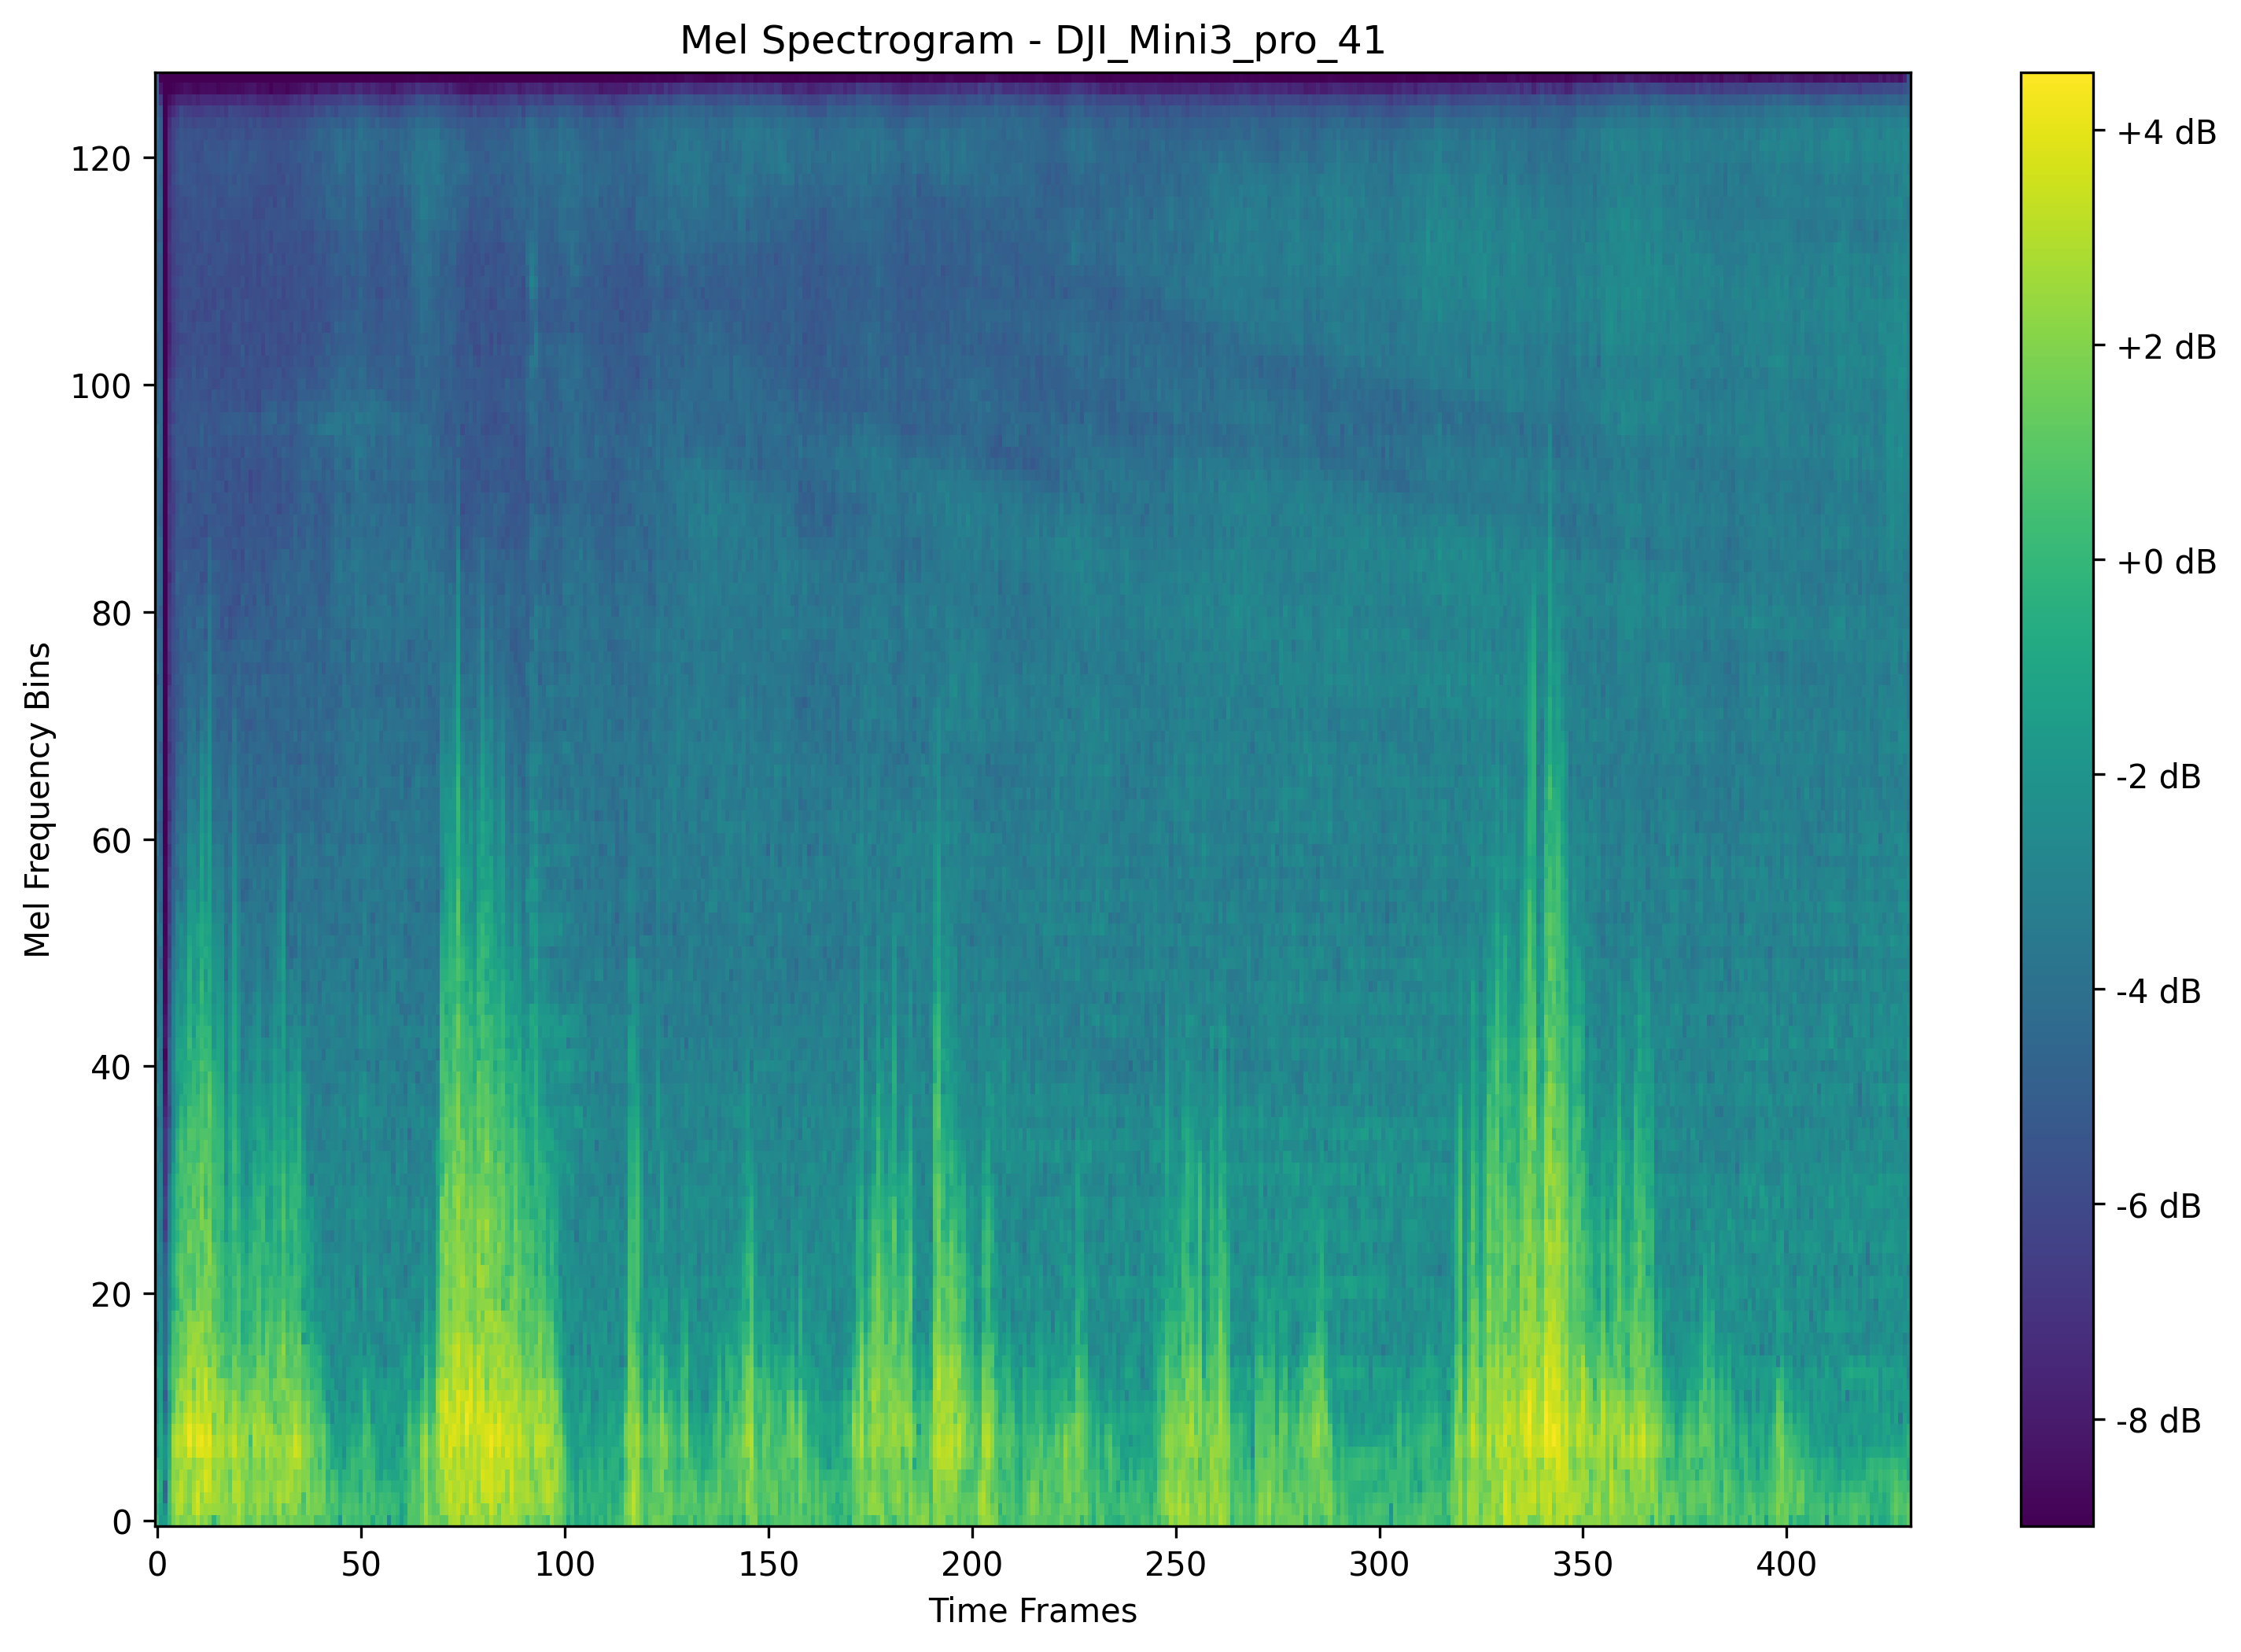 Mel Spectrogram - DJI_Mini3_pro_41
Mel Frequency Bins
120
100
80
60
40
20
0
0 50 100 150 200 250 300 350 400
Time Frames
+4 dB
+2 dB
+0 dB
-2 dB
-4 dB
-6 dB
-8 dB